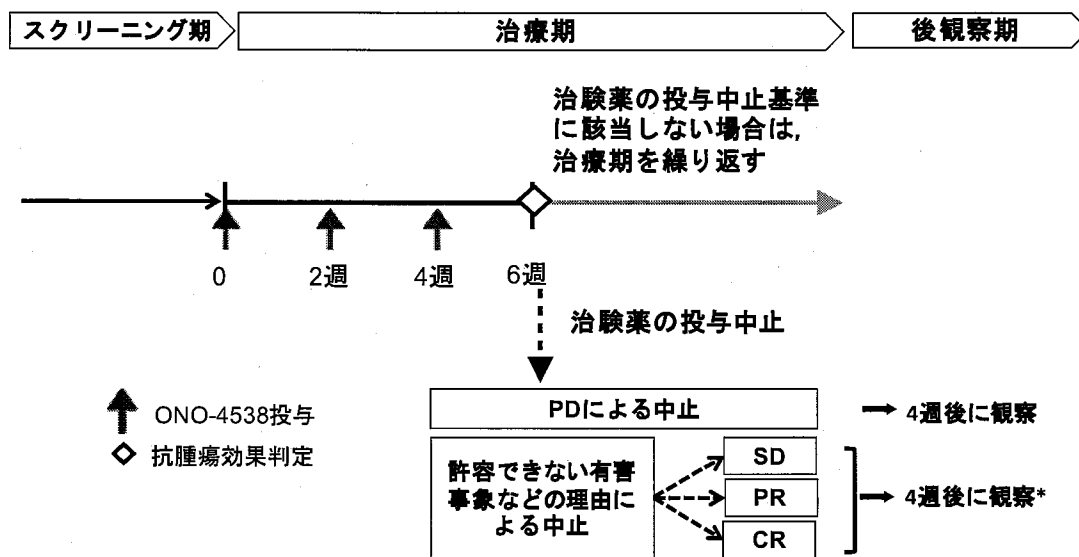 スクリーニング期
治療期
後観察期
治験薬の投与中止基準
に該当しない場合は,
治療期を繰り返す
0
2週
4週
6週
治験薬の投与中止
ONO-4538投与
抗腫瘍効果判定
PDによる中止
4週後に観察
許容できない有害
事象などの理由に
よる中止
SD
PR
CR
4週後に観察*